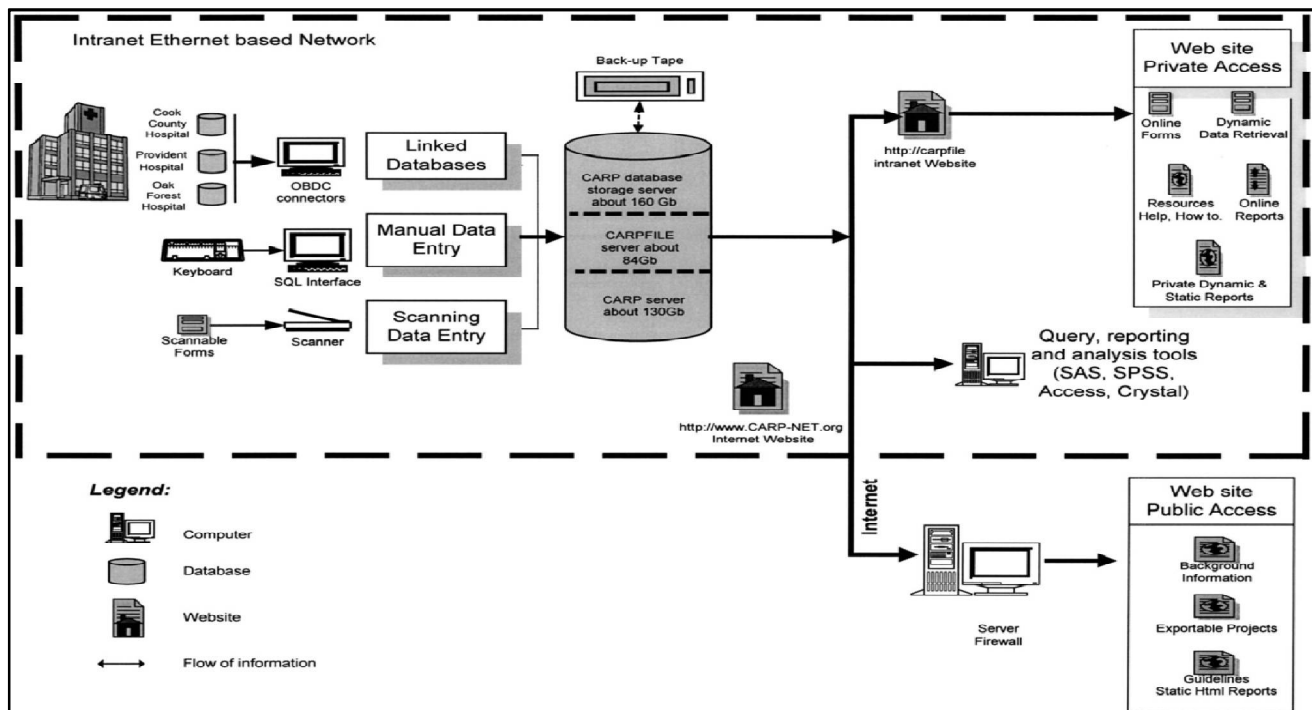 Intranet Ethernet based Network
Back-up Tape
Cook
County
Hospital
Provident
Hospital
Oak
Forest
Hospital
OBDC
connectors
Linked
Databases
Keyboard
SQL Interface
Manual Data
Entry
Scannable
Forms
Scanner
Scanning
Data Entry
CARP database
storage server
about 160 Gb
CARPFILE
server about
84Gb
CARP server
about 130Gb
http://carpfile
intranet Website
Web site
Private Access
Online
Forms
Dynamic
Data Retrieval
Resources
Help, How to.
Online
Reports
Private Dynamic &
Static Reports
Query, reporting
and analysis tools
(SAS, SPSS,
Access, Crystal)
http://www.CARP-NET.org
Internet Website
Legend:
Computer
Database
Website
Flow of information
Internet
Server
Firewall
Web site
Public Access
Background
Information
Exportable Projects
Guidelines
Static Html Reports